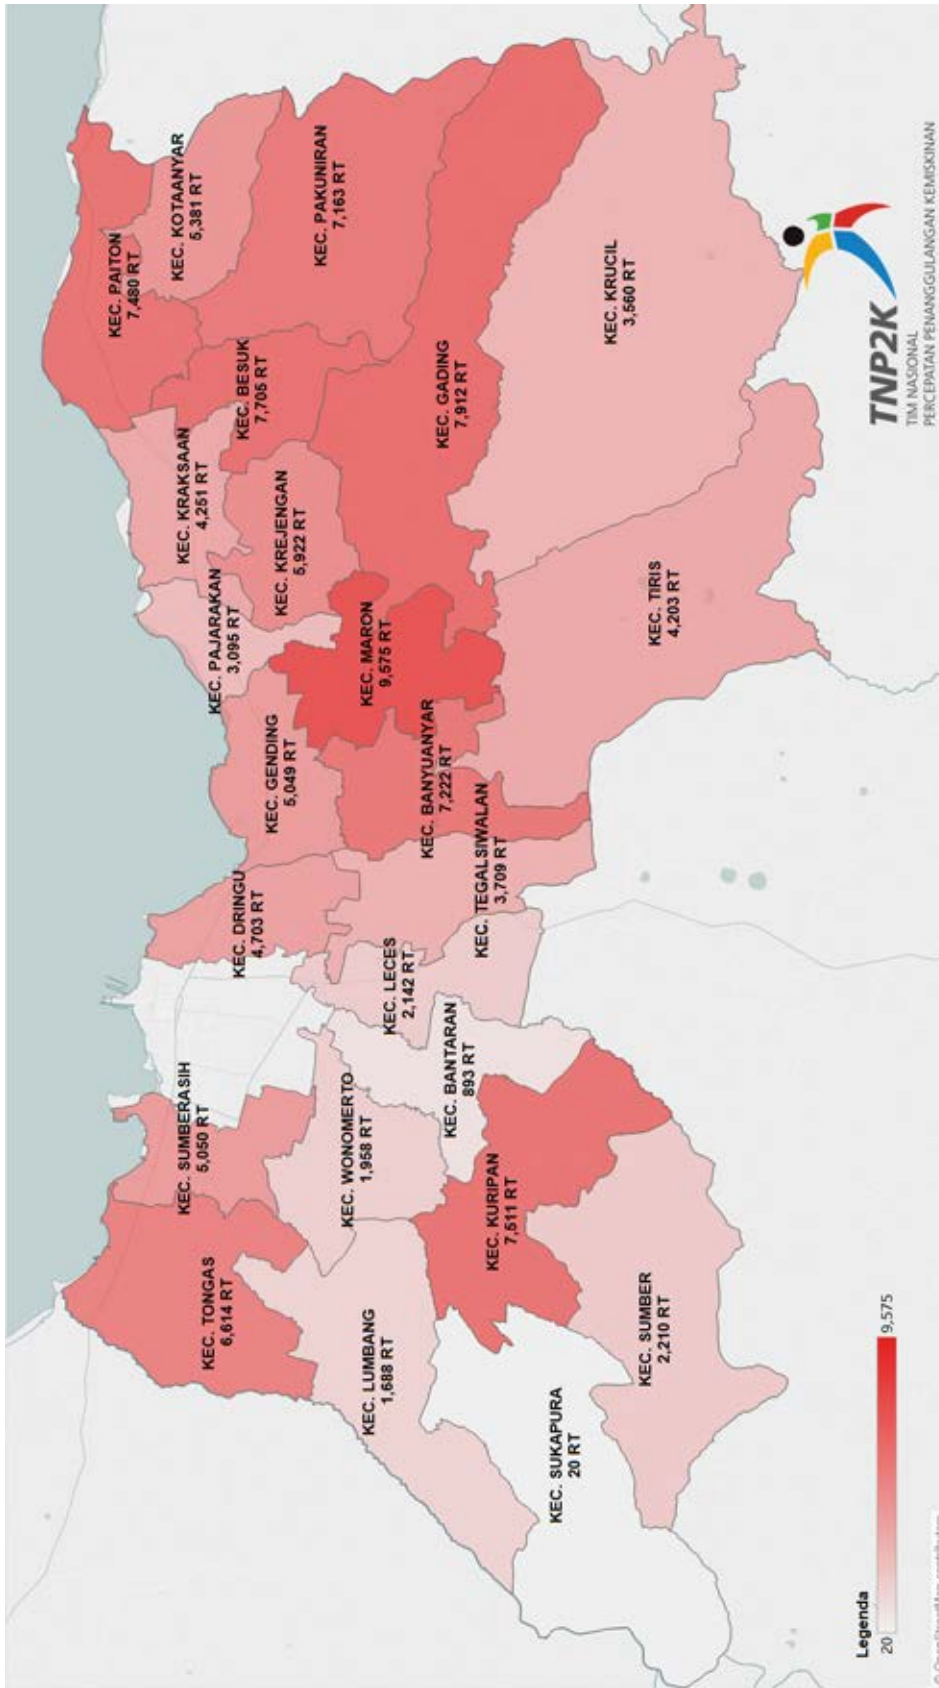 KEC. PAITON
7,480 RT
KEC. KOTAANYAR
5,381 RT
KEC. SUMBERASIH
5,050 RT
KEC. KRAKSAAN
4,251 RT
KEC. TONGAS
6,614 RT
KEC. PAJARAKAN
3,095 RT
KEC. DRINGU
4,703 RT
KEC. BESUK
7,705 RT
KEC. GENDING
5,049 RT
KEC. KREJENGAN
5,922 RT
KEC. PAKUNIRAN
7,163 RT
KEC. WONOMERTO
1,958 RT
KEC. MARON
9,575 RT
KEC. LUMBANG
1,688 RT
KEC. LECES
2,142 RT
KEC. BANYUANYAR
7,222 RT
KEC. GADING
7,912 RT
KEC. BANTARAN
893 RT
KEC. TEGALSIWALAN
3,709 RT
KEC. KURIPAN
7,511 RT
KEC. SUKAPURA
20 RT
KEC. KRUCIL
3,560 RT
KEC. SUMBER
2,210 RT
KEC. TIRIS
4,203 RT
Legenda
20 9,575
TNP2K
TIM NASIONAL
PERCEPATAN PENANGGULANGAN KEMISKINAN